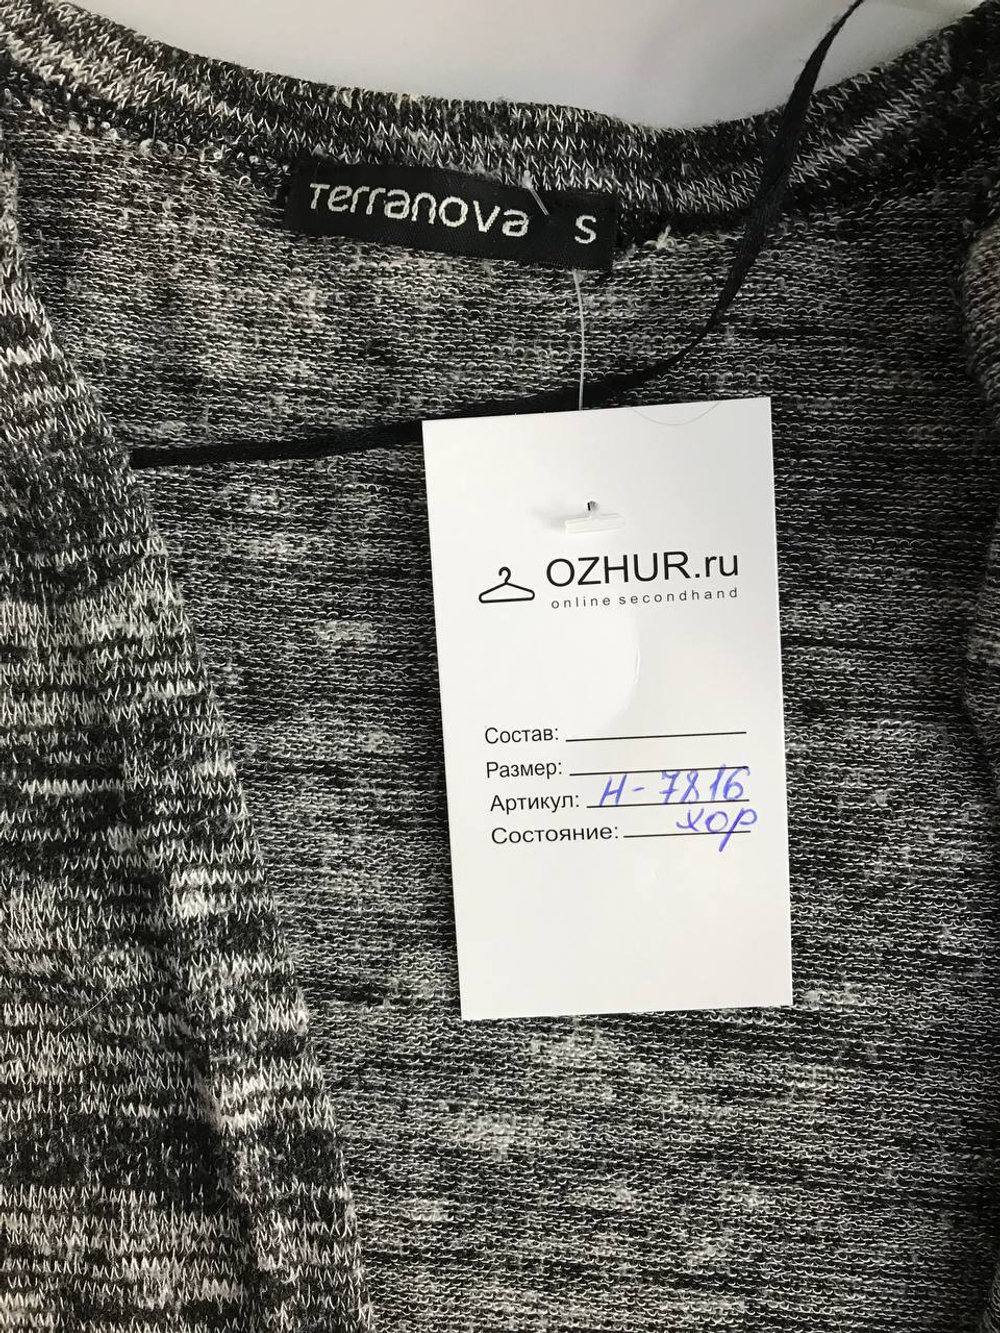 Terranova S
OZHUR.ru
online secondhand
Состав:
Размер:
Артикул: Н-7816
Состояние: хор